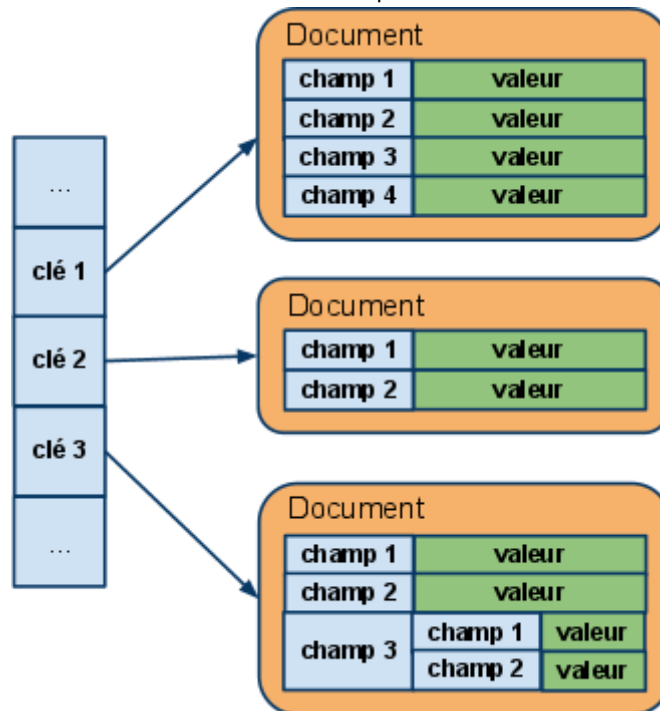 Document
champ 1 valeur
champ 2 valeur
champ 3 valeur
champ 4 valeur
...
clé 1
clé 2
clé 3
...
Document
champ 1 valeur
champ 2 valeur
Document
champ 1 valeur
champ 2 valeur
champ 3
champ 1 valeur
champ 2 valeur